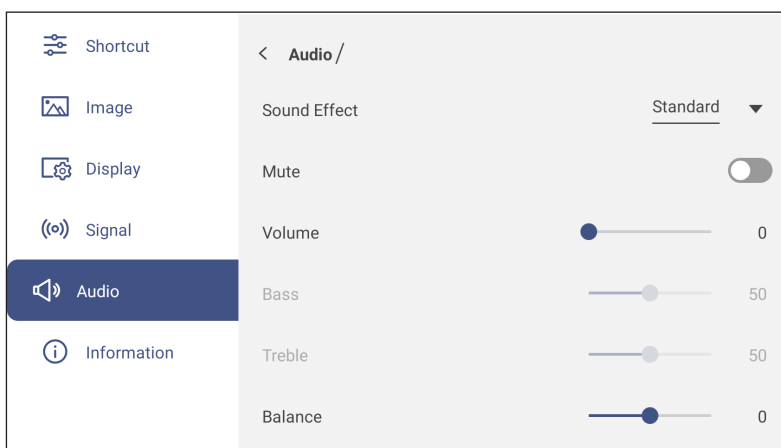 Shortcut
Image
Display
Signal
Audio
Information
< Audio /
Sound Effect Standard
Mute
Volume 0
Bass 50
Treble 50
Balance 0